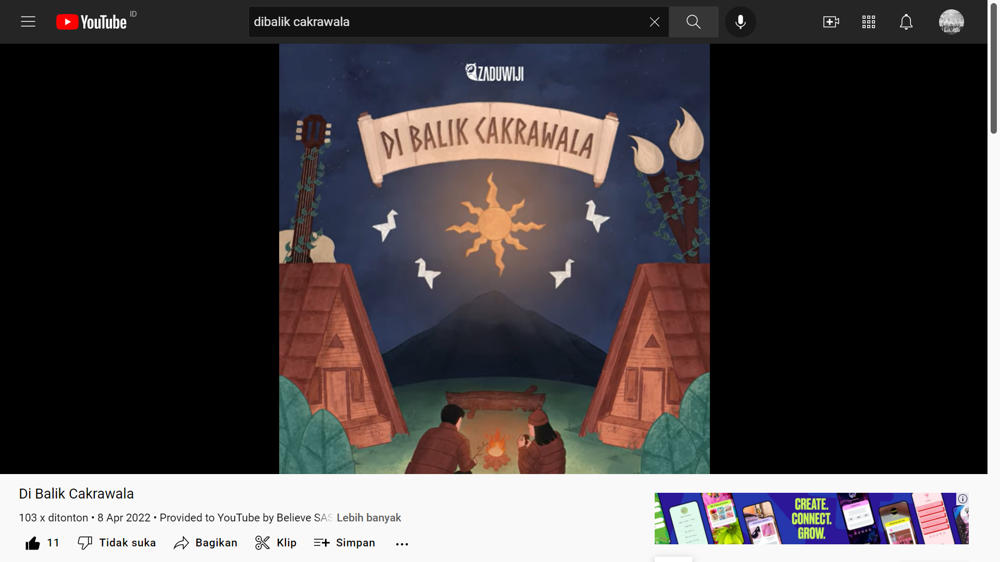 YouTube ID
dibalik cakrawala
ZADUWIJI
DI BALIK CAKRAWALA
Di Balik Cakrawala
103 x ditonton • 8 Apr 2022 • Provided to YouTube by Believe SAS Lebih banyak
11 Tidak suka Bagikan Klip Simpan
CREATE.
CONNECT.
GROW.